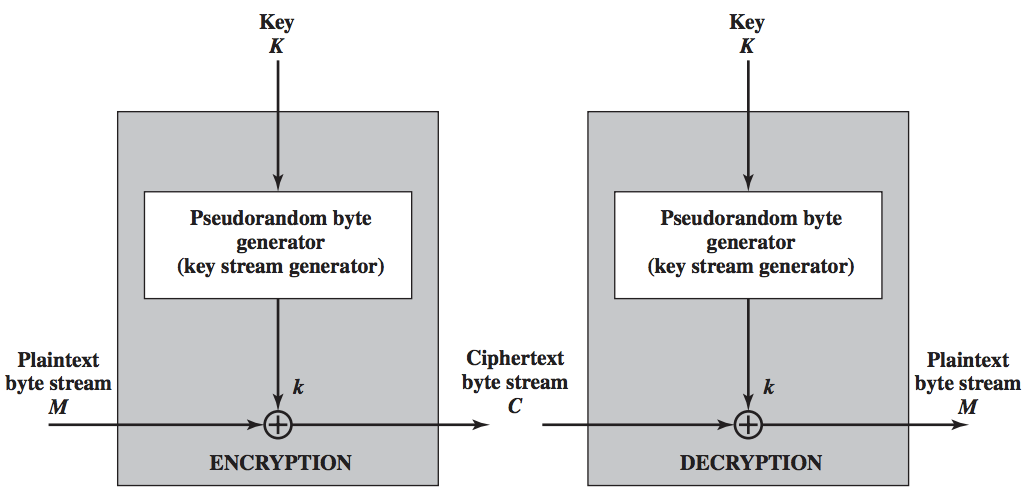 Key
K
Pseudorandom byte
generator
(key stream generator)
k
Plaintext
byte stream
M
ENCRYPTION
Ciphertext
byte stream
C
Key
K
Pseudorandom byte
generator
(key stream generator)
k
Plaintext
byte stream
M
DECRYPTION